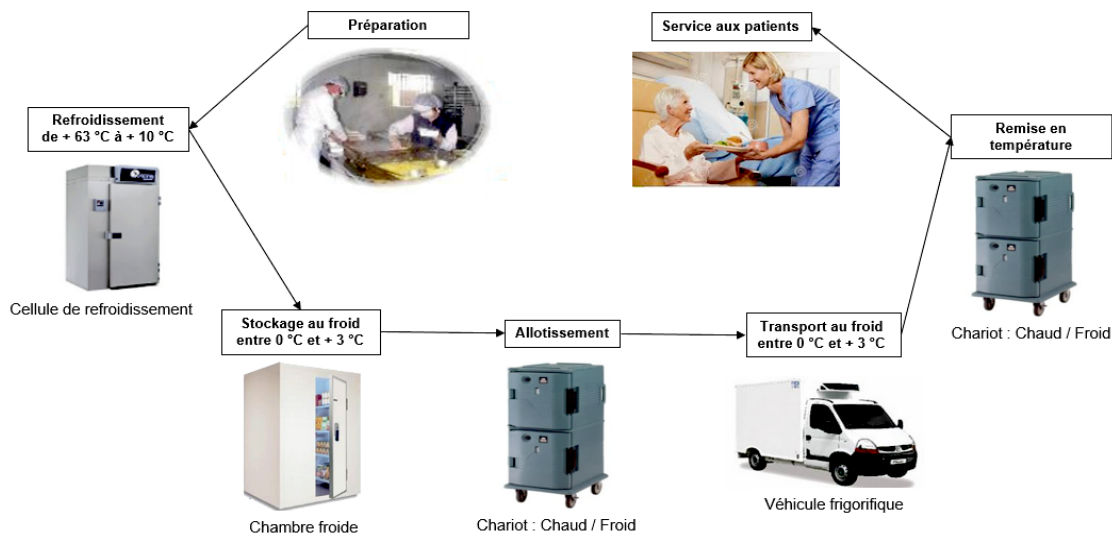 Préparation
Service aux patients
Refroidissement
de + 63 °C à + 10 °C
Remise en
température
Cellule de refroidissement
Stockage au froid
entre 0 °C et + 3 °C
Allotissement
Transport au froid
entre 0 °C et + 3 °C
Chariot : Chaud / Froid
Chambre froide
Chariot : Chaud / Froid
Véhicule frigorifique